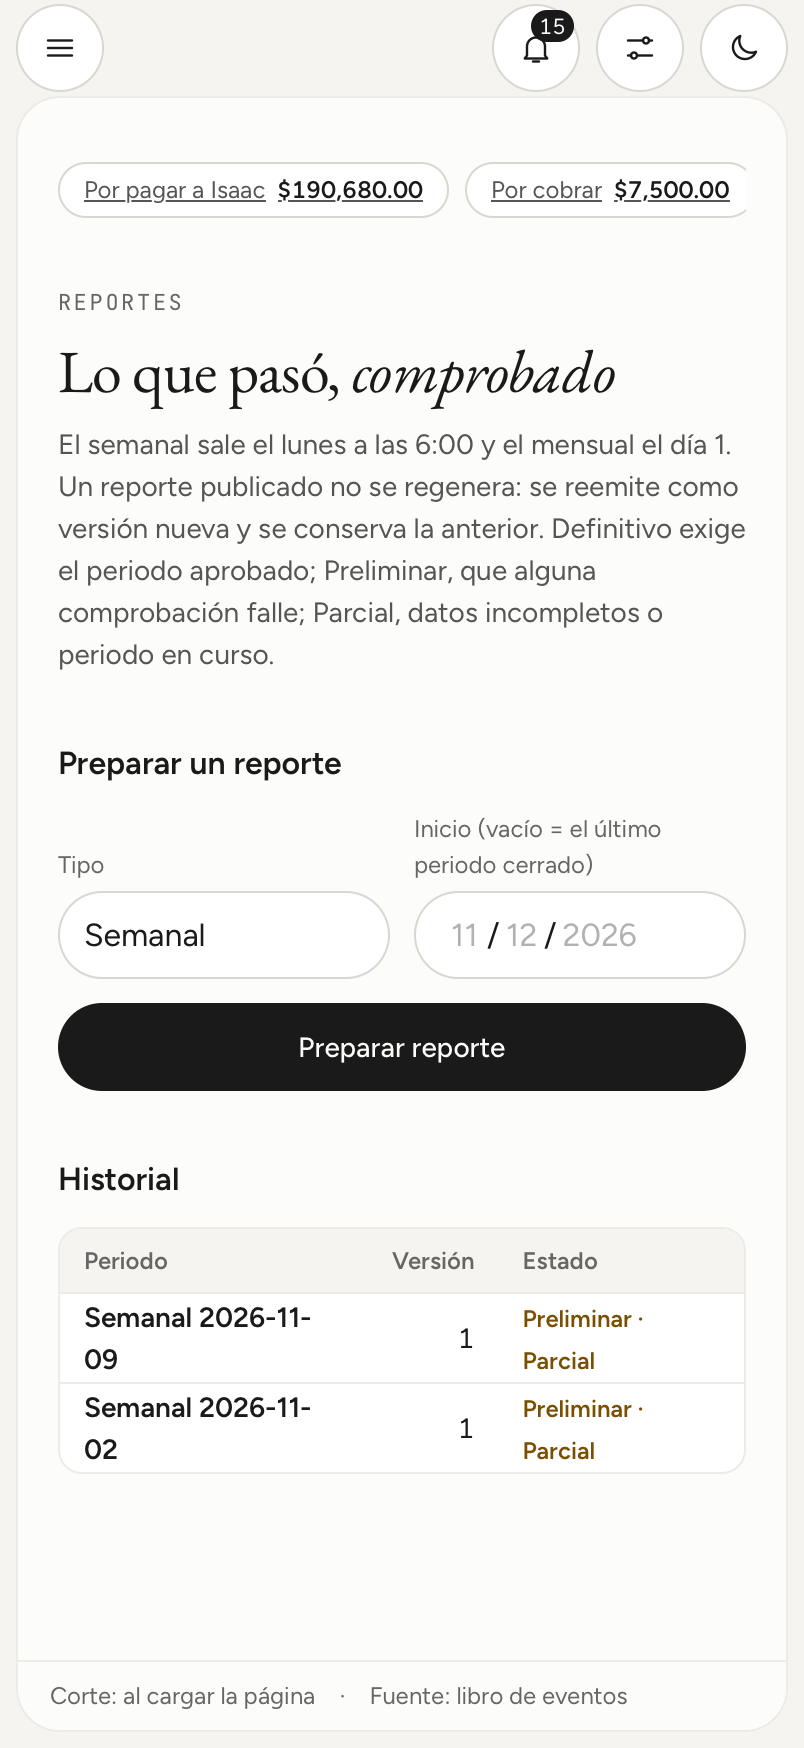 15
Por pagar a Isaac $190,680.00 Por cobrar $7,500.00
REPORTES
Lo que pasó, comprobado
El semanal sale el lunes a las 6:00 y el mensual el día 1.
Un reporte publicado no se regenera: se reemite como
versión nueva y se conserva la anterior. Definitivo exige
el periodo aprobado; Preliminar, que alguna
comprobación falle; Parcial, datos incompletos o
periodo en curso.
Preparar un reporte
Tipo
Inicio (vacío = el último
periodo cerrado)
Semanal
11 / 12 / 2026
Preparar reporte
Historial
Periodo Versión Estado
Semanal 2026-11-
09
1
Preliminar ·
Parcial
Semanal 2026-11-
02
1
Preliminar ·
Parcial
Corte: al cargar la página · Fuente: libro de eventos